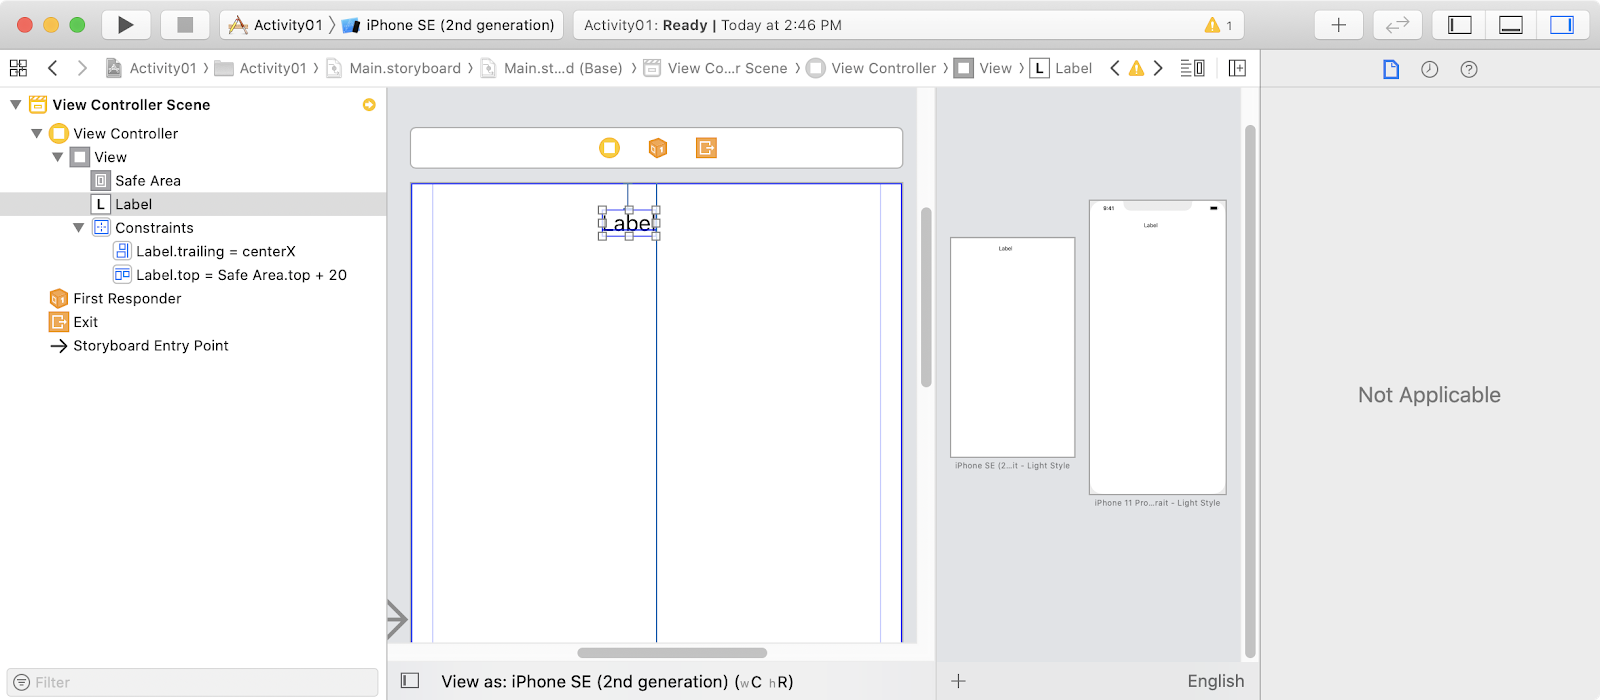 Activity01 〉 iPhone SE (2nd generation)
Activity01: Ready | Today at 2:46 PM
1
Activity01 〉 Activity01 〉 Main.storyboard 〉 Main.st...d (Base) 〉 View Co...r Scene 〉 View Controller 〉 View 〉 L Label
View Controller Scene
View Controller
View
Safe Area
L Label
Constraints
Label.trailing = centerX
Label.top = Safe Area.top + 20
First Responder
Exit
Storyboard Entry Point
Filter
Label
View as: iPhone SE (2nd generation) (wC hR)
Label
iPhone SE (2...it - Light Style
9:41
Label
iPhone 11 Pro...rait - Light Style
English
Not Applicable